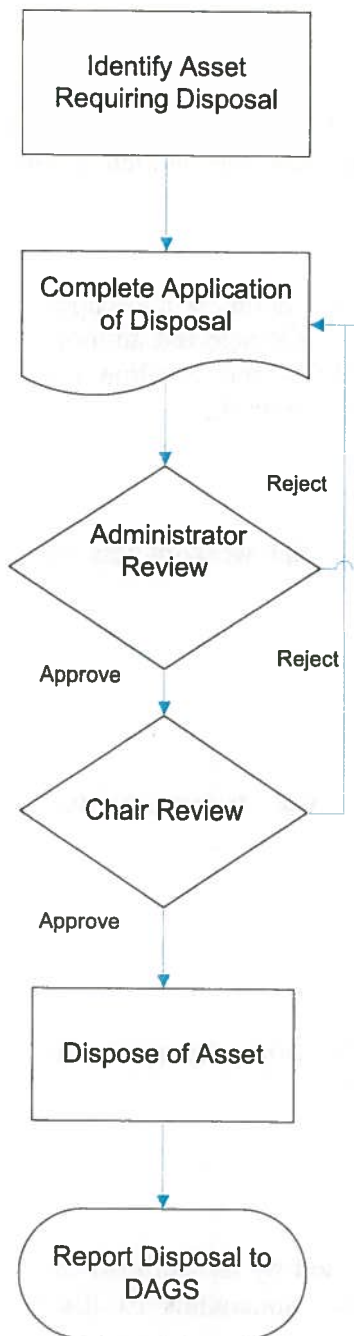 Identify Asset
Requiring Disposal
Complete Application
of Disposal
Reject
Administrator
Review
Reject
Approve
Chair Review
Approve
Dispose of Asset
Report Disposal to
DAGS